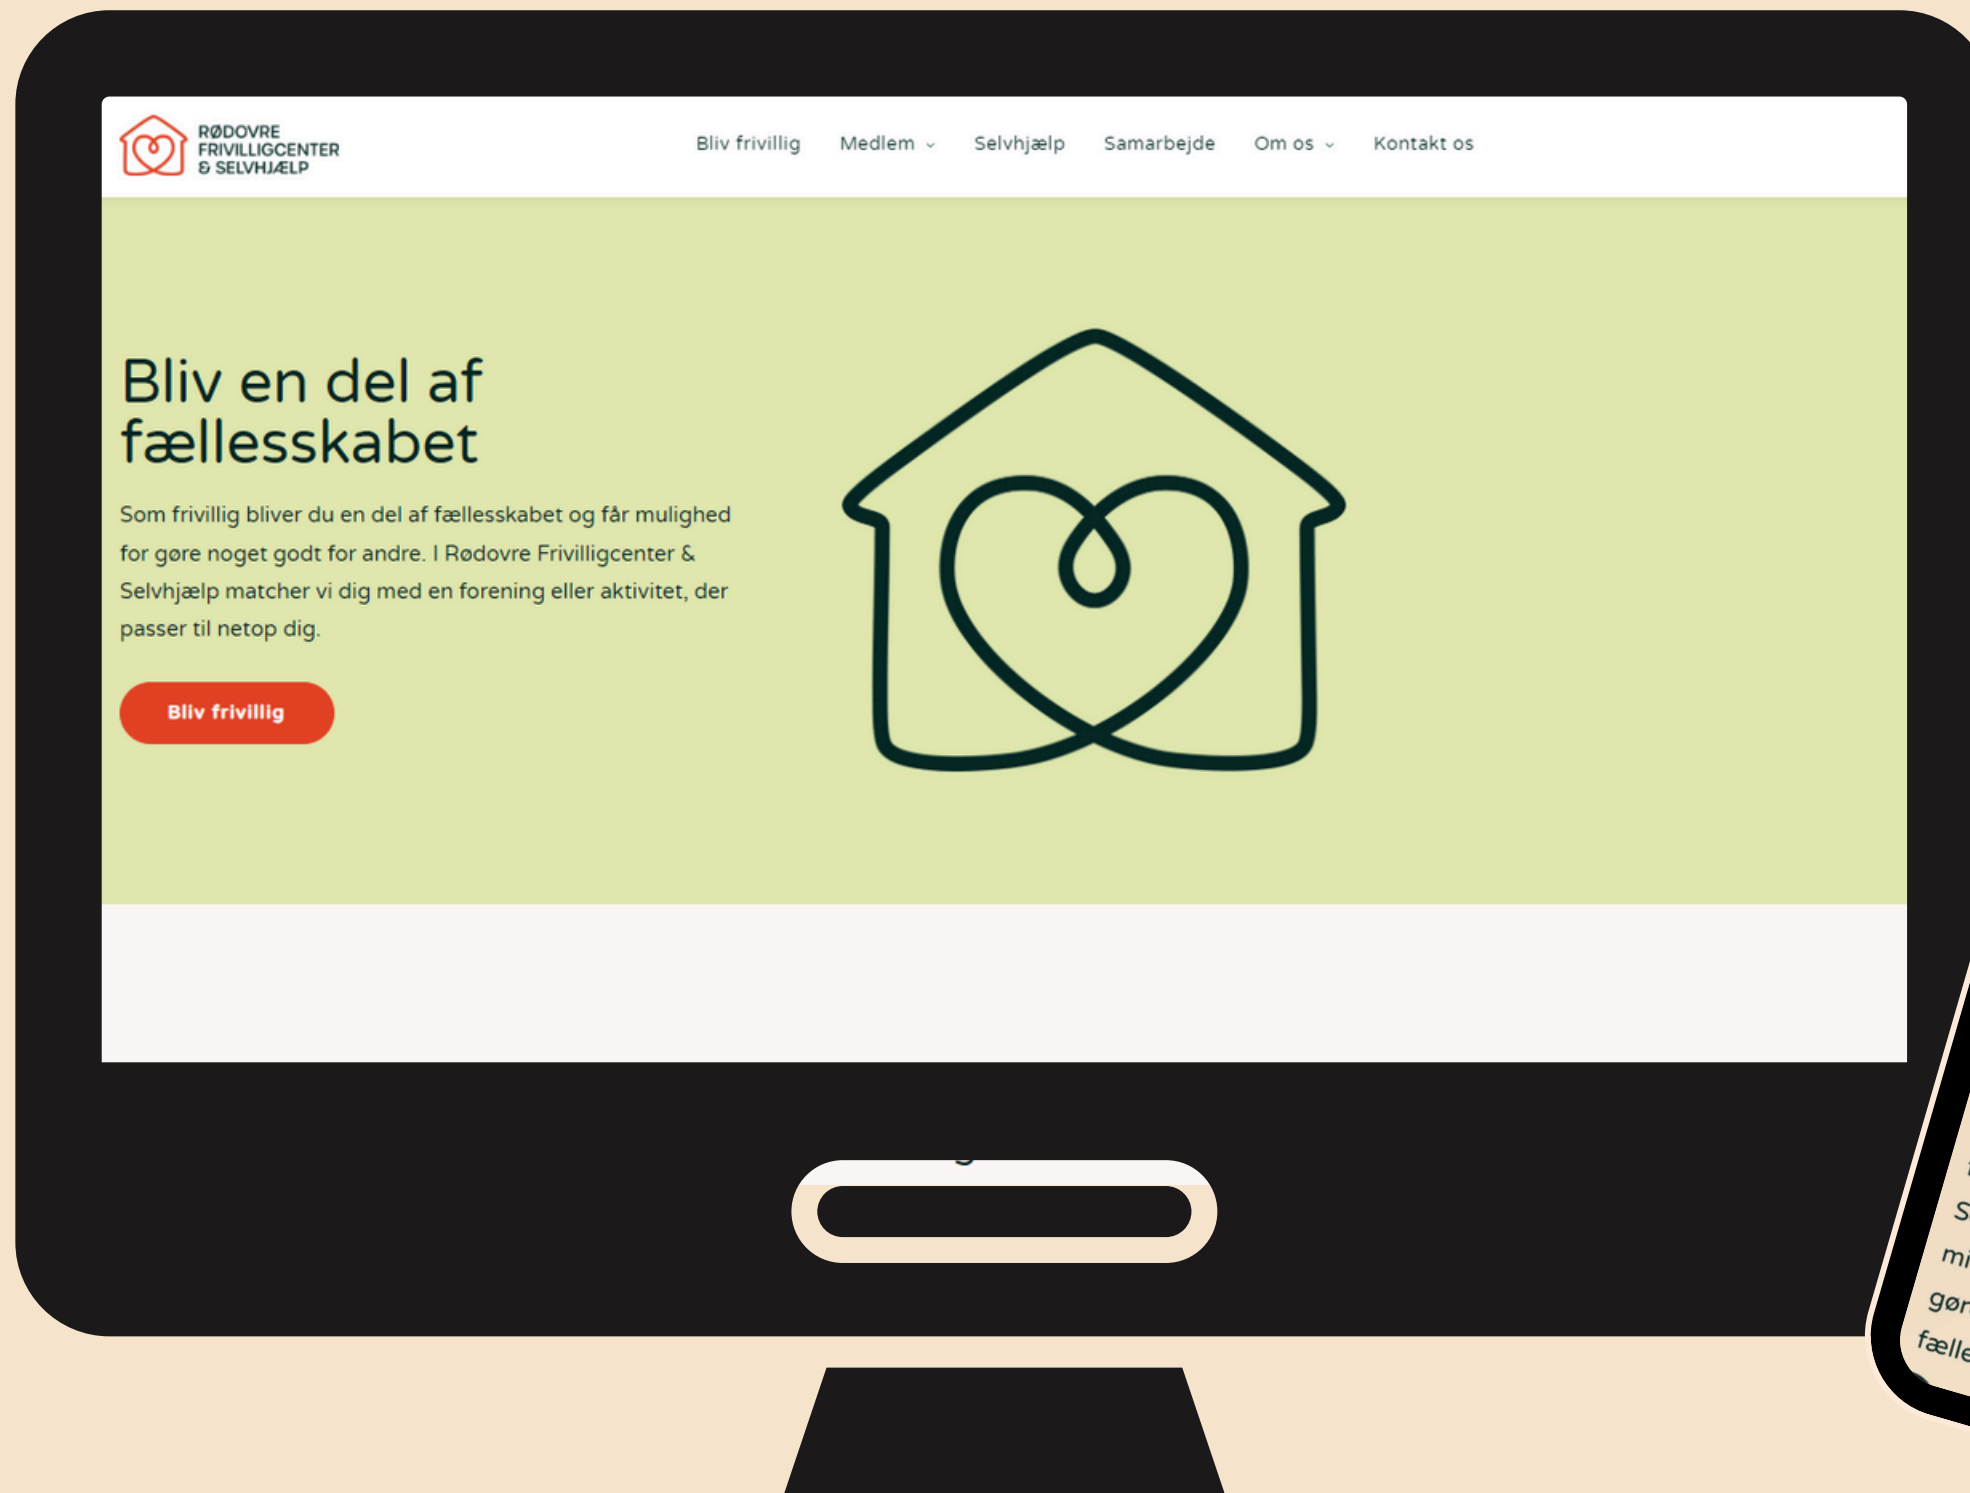 RØDOVRE
FRIVILLIGCENTER
& SELVHJÆLP
Bliv frivillig Medlem Selvhjælp Samarbejde Om os Kontakt os
Bliv en del af
fællesskabet
Som frivillig bliver du en del af fællesskabet og får mulighed
for gøre noget godt for andre. I Rødovre Frivilligcenter &
Selvhjælp matcher vi dig med en forening eller aktivitet, der
passer til netop dig.
Bliv frivillig